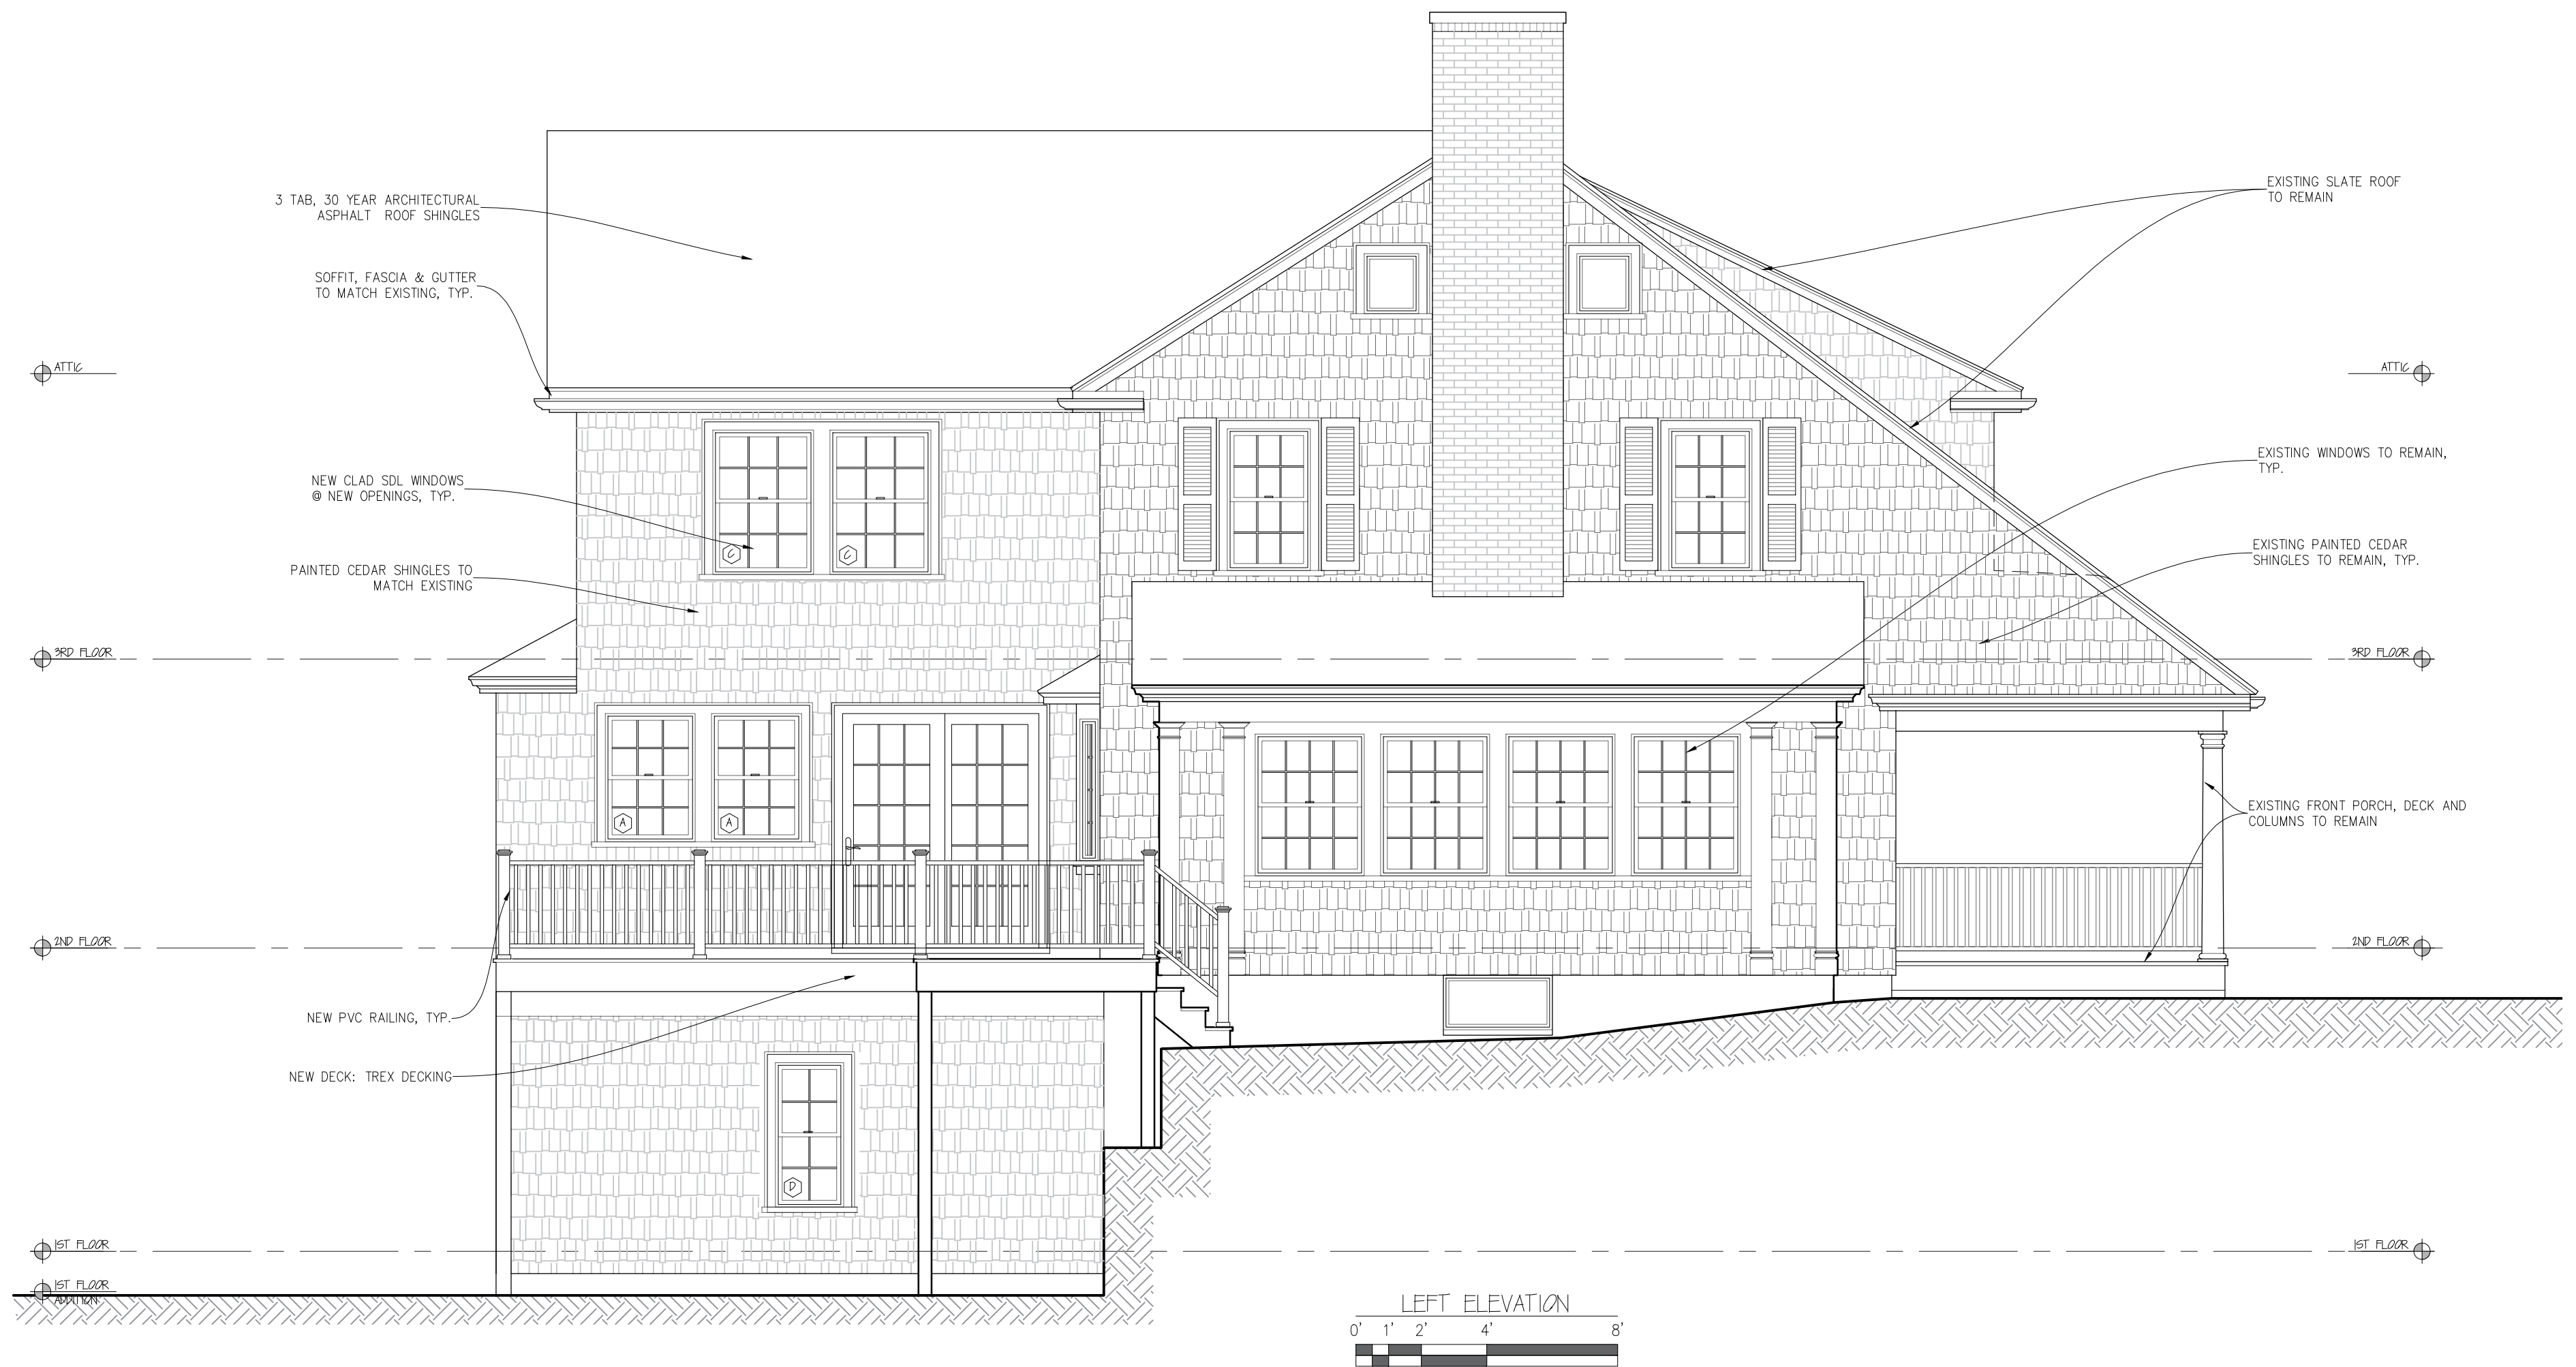 3 TAB, 30 YEAR ARCHITECTURAL
ASPHALT ROOF SHINGLES
SOFFIT, FASCIA & GUTTER
TO MATCH EXISTING, TYP.
ATTIC
NEW CLAD SDL WINDOWS
@ NEW OPENINGS, TYP.
C
C
PAINTED CEDAR SHINGLES TO
MATCH EXISTING
3RD FLOOR
A
A
2ND FLOOR
NEW PVC RAILING, TYP.
NEW DECK: TREX DECKING
D
1ST FLOOR
1ST FLOOR
ADDITION
EXISTING SLATE ROOF
TO REMAIN
ATTIC
EXISTING WINDOWS TO REMAIN,
TYP.
EXISTING PAINTED CEDAR
SHINGLES TO REMAIN, TYP.
3RD FLOOR
EXISTING FRONT PORCH, DECK AND
COLUMNS TO REMAIN
2ND FLOOR
1ST FLOOR
LEFT ELEVATION
0' 1' 2' 4' 8'